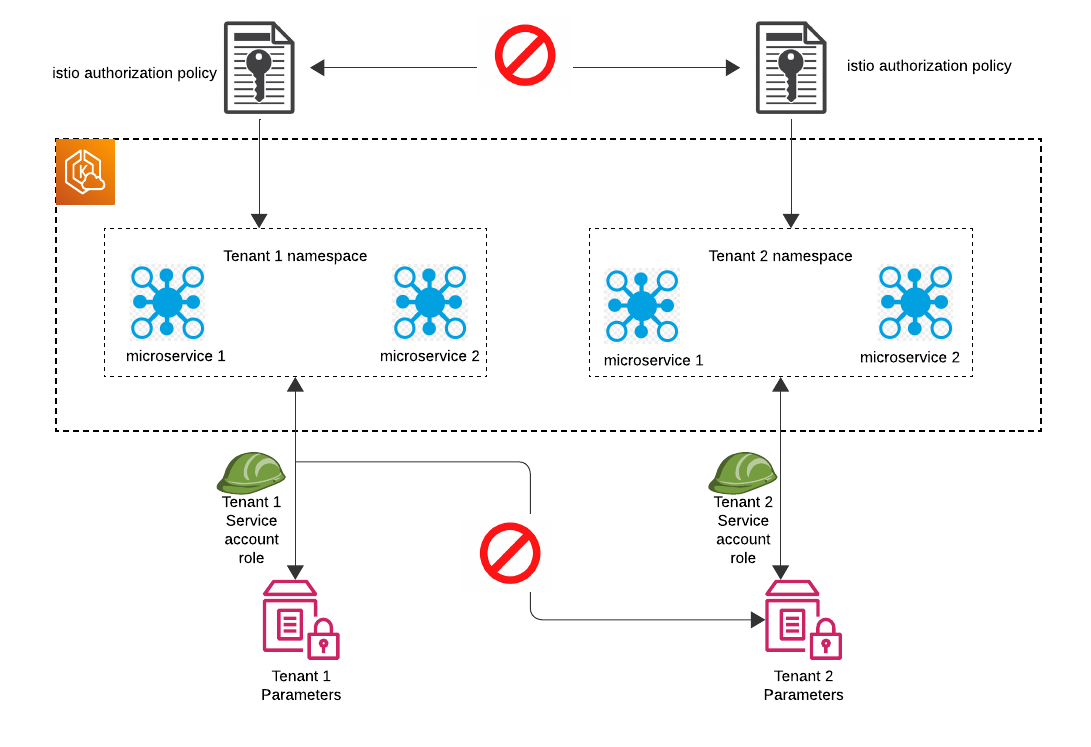 istio authorization policy
istio authorization policy
K
Tenant 1 namespace
Tenant 2 namespace
microservice 1
microservice 2
microservice 1
microservice 2
Tenant 1
Service
account
role
Tenant 2
Service
account
role
Tenant 1
Parameters
Tenant 2
Parameters